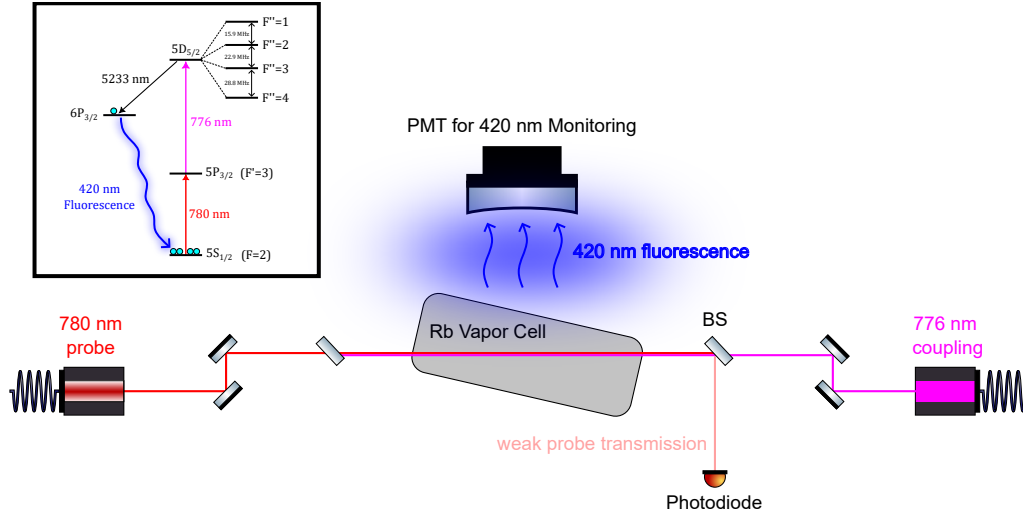 F''=1
15.9 MHz
5D5/2
F''=2
22.9 MHz
F''=3
28.8 MHz
F''=4
5233 nm
6P3/2
776 nm
5P3/2 (F'=3)
420 nm
Fluorescence
780 nm
5S1/2 (F=2)
PMT for 420 nm Monitoring
420 nm fluorescence
780 nm
probe
Rb Vapor Cell
BS
776 nm
coupling
weak probe transmission
Photodiode